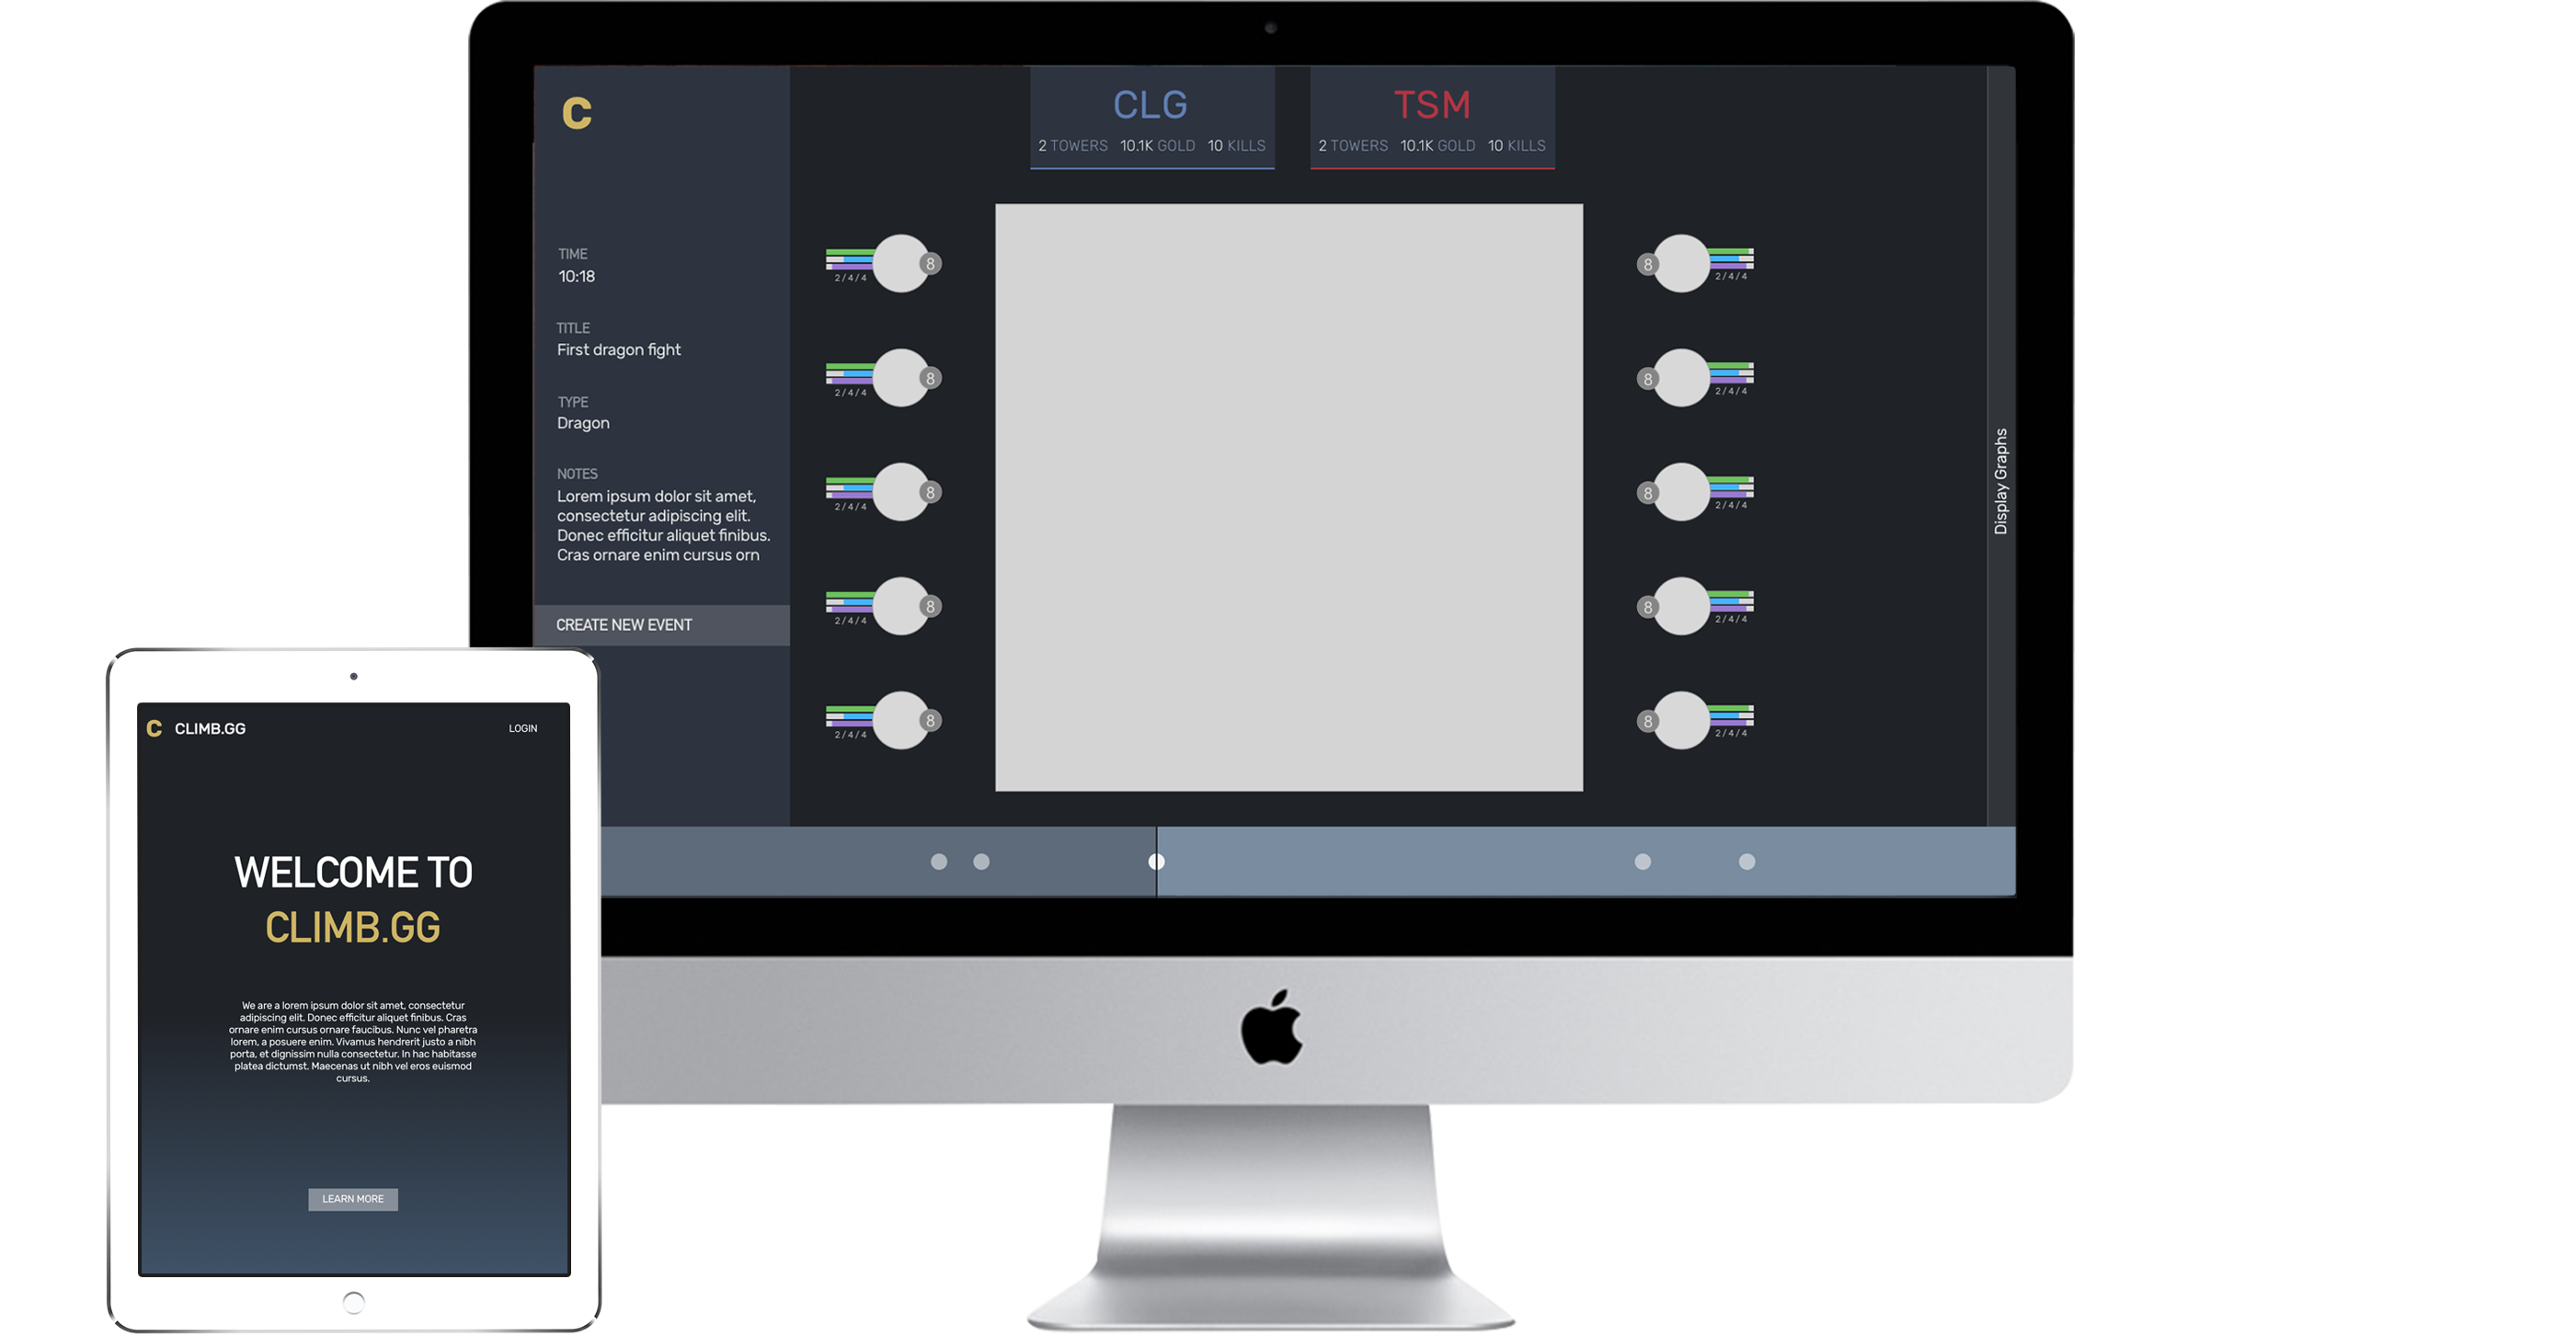 C
CLG
2 TOWERS 10.1K GOLD 10 KILLS
TSM
2 TOWERS 10.1K GOLD 10 KILLS
TIME
10:18
TITLE
First dragon fight
TYPE
Dragon
NOTES
Lorem ipsum dolor sit amet,
consectetur adipiscing elit.
Donec efficitur aliquet finibus.
Cras ornare enim cursus orn
CREATE NEW EVENT
8
2/4/4
8
2/4/4
8
2/4/4
8
2/4/4
8
2/4/4
8
2/4/4
8
2/4/4
8
2/4/4
8
2/4/4
8
2/4/4
Display Graphs
C CLIMB.GG
LOGIN
WELCOME TO
CLIMB.GG
We are a lorem ipsum dolor sit amet, consectetur
adipiscing elit. Donec efficitur aliquet finibus. Cras
ornare enim cursus ornare faucibus. Nunc vel pharetra
lorem, a posuere enim. Vivamus hendrerit justo a nibh
porta, et dignissim nulla consectetur. In hac habitasse
platea dictumst. Maecenas ut nibh vel eros euismod
cursus.
LEARN MORE